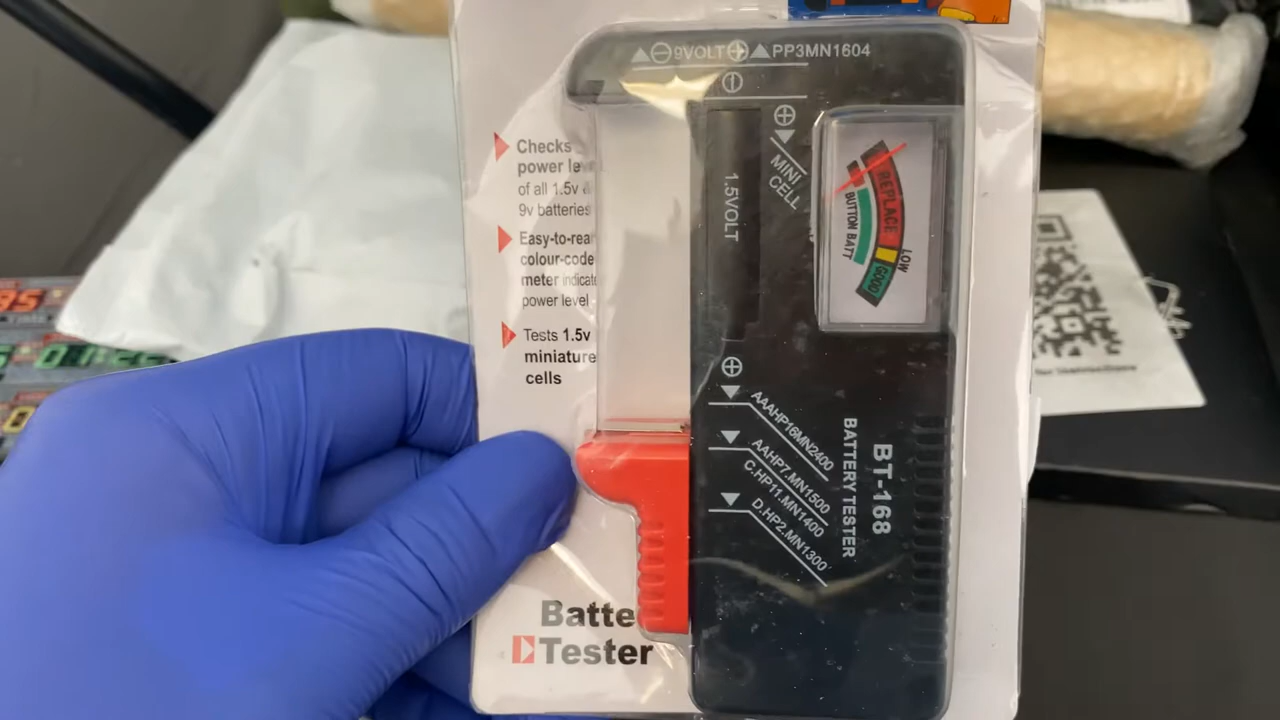 ⊖9VOLT⊕ PP3MN1604
⊕
MINI
CELL
1.5VOLT
REPLACE
LOW
GOOD
BUTTON BATT
⊕
AAAHP16MN2400
AAHP7.MN1500
C.HP11.MN1400
D.HP2.MN1300
BATTERY TESTER
BT-168
Checks
power
of all 1.5v &
9v batteries
Easy-to-rea
colour-code
meter indicate
power level
Tests 1.5v
miniature
cells
Batte
Tester